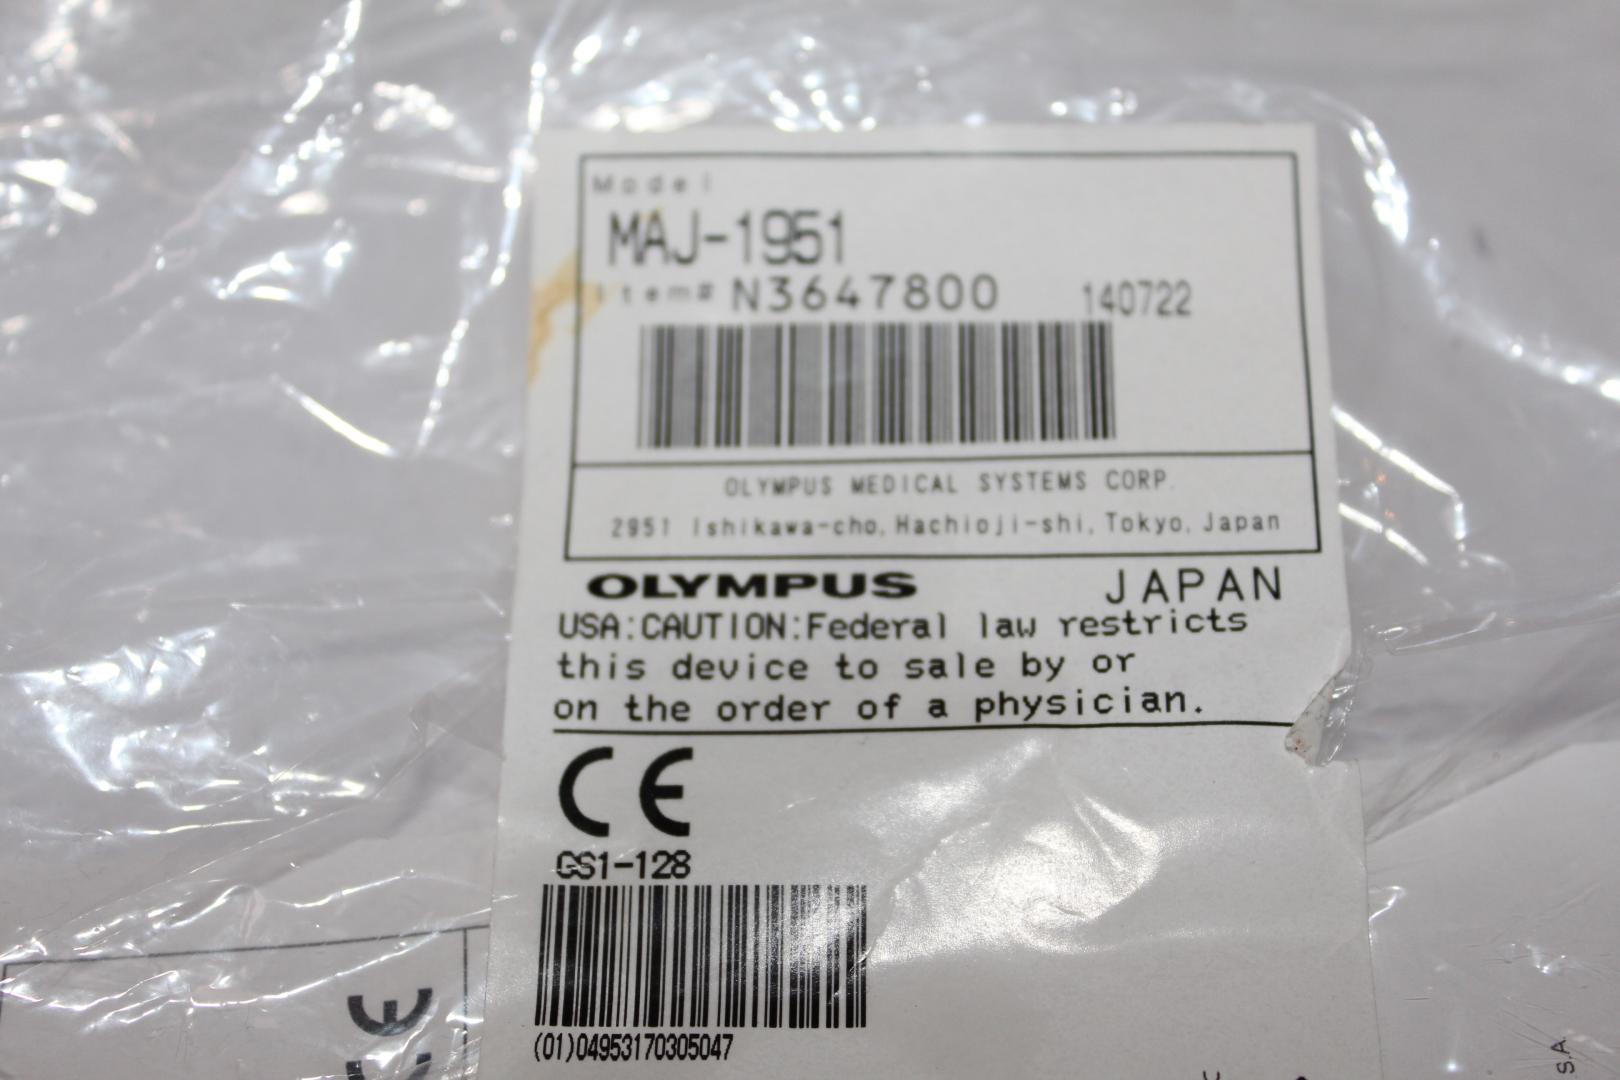 Model
MAJ-1951
Item# N3647800 140722
OLYMPUS MEDICAL SYSTEMS CORP.
2951 Ishikawa-cho, Hachioji-shi, Tokyo, Japan
OLYMPUS JAPAN
USA:CAUTION:Federal law restricts
this device to sale by or
on the order of a physician.
CE
GS1-128
(01)04953170305047
CE
S.A.